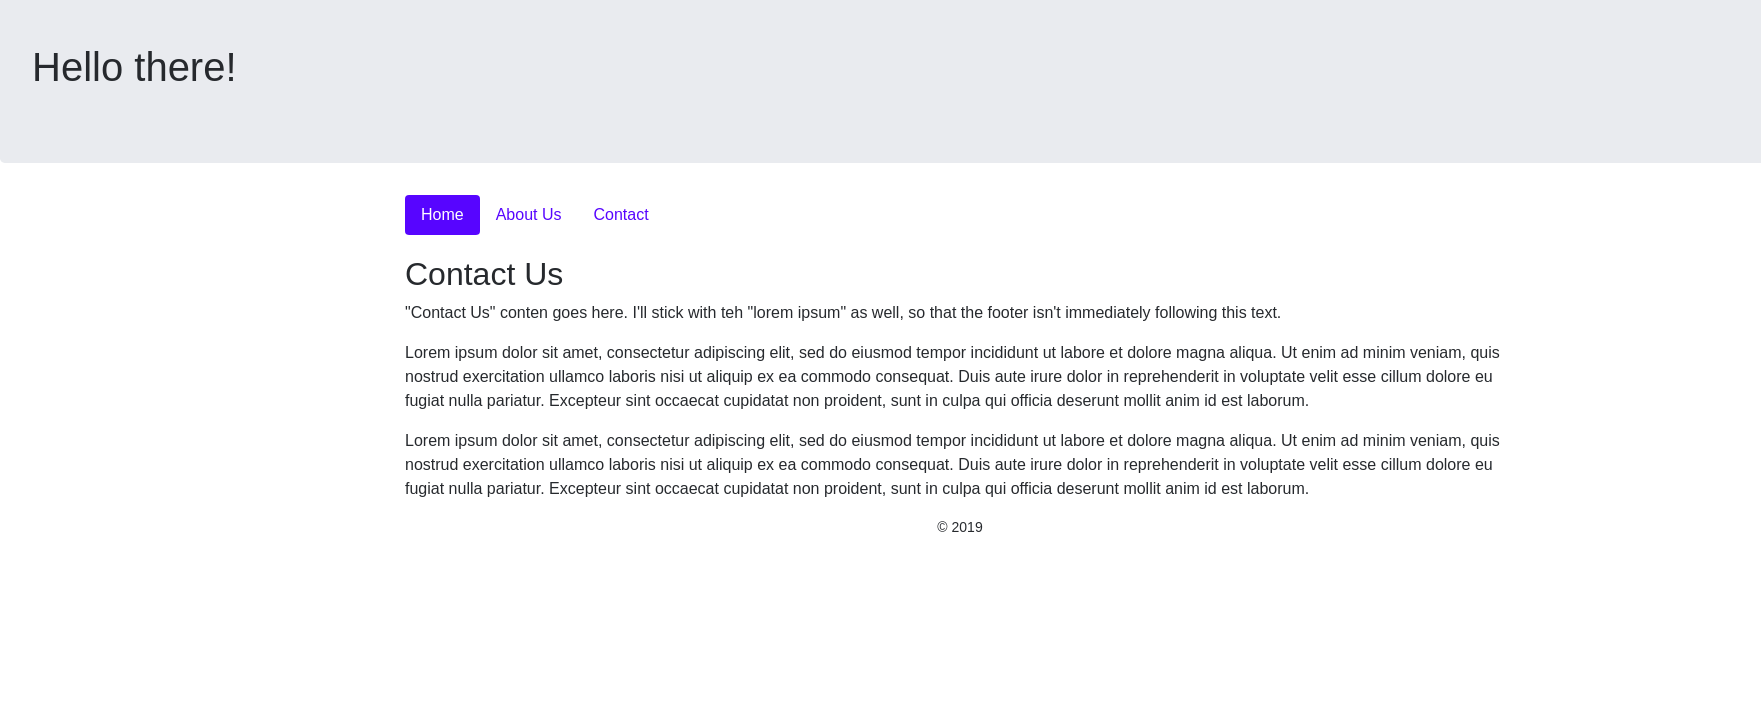 Hello there!
Home About Us Contact
Contact Us
"Contact Us" conten goes here. I'll stick with teh "lorem ipsum" as well, so that the footer isn't immediately following this text.
Lorem ipsum dolor sit amet, consectetur adipiscing elit, sed do eiusmod tempor incididunt ut labore et dolore magna aliqua. Ut enim ad minim veniam, quis
nostrud exercitation ullamco laboris nisi ut aliquip ex ea commodo consequat. Duis aute irure dolor in reprehenderit in voluptate velit esse cillum dolore eu
fugiat nulla pariatur. Excepteur sint occaecat cupidatat non proident, sunt in culpa qui officia deserunt mollit anim id est laborum.
Lorem ipsum dolor sit amet, consectetur adipiscing elit, sed do eiusmod tempor incididunt ut labore et dolore magna aliqua. Ut enim ad minim veniam, quis
nostrud exercitation ullamco laboris nisi ut aliquip ex ea commodo consequat. Duis aute irure dolor in reprehenderit in voluptate velit esse cillum dolore eu
fugiat nulla pariatur. Excepteur sint occaecat cupidatat non proident, sunt in culpa qui officia deserunt mollit anim id est laborum.
© 2019